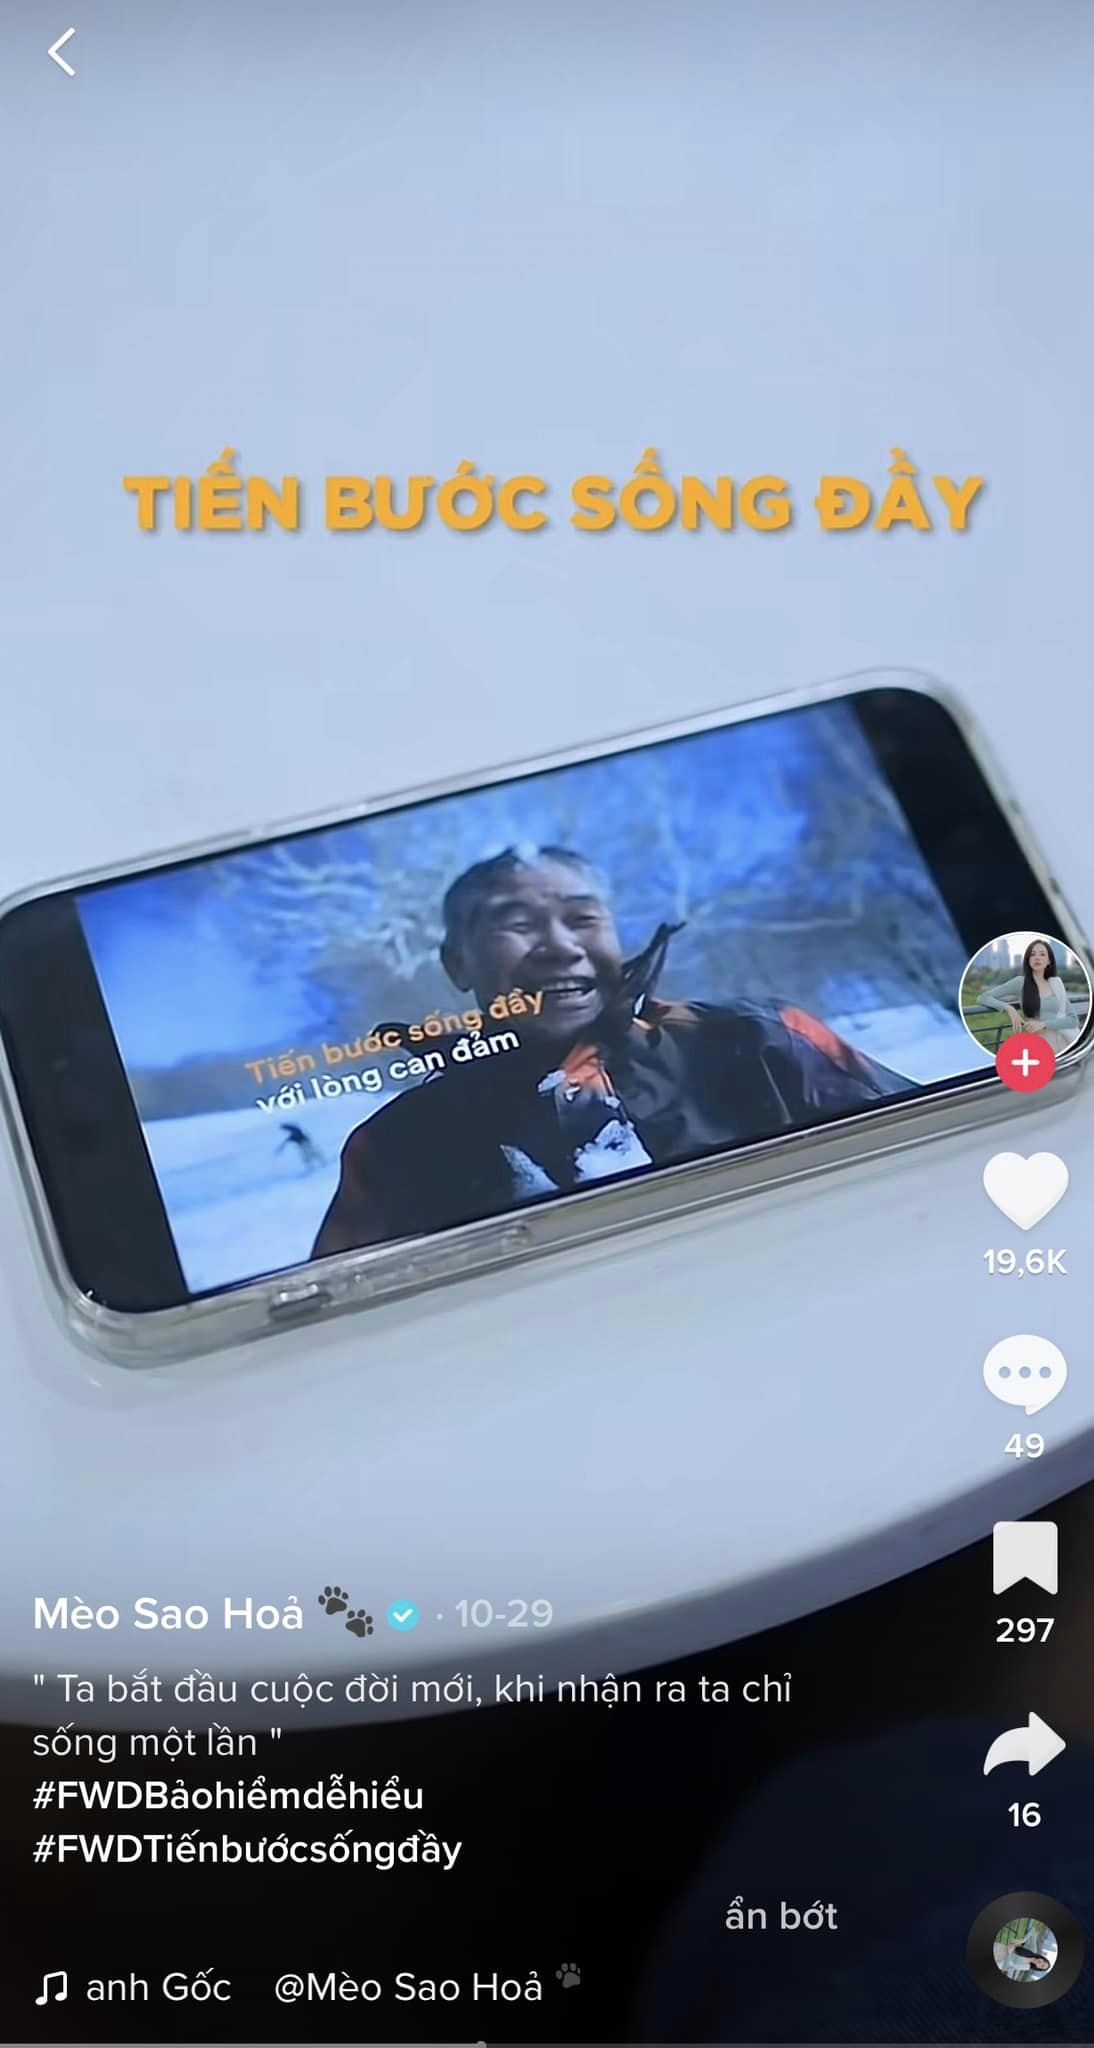 TIẾN BƯỚC SỐNG ĐẦY
Tiến bước sống đầy
với lòng can đảm
19,6K
49
297
16
Mèo Sao Hoả 🐾 · 10-29
" Ta bắt đầu cuộc đời mới, khi nhận ra ta chỉ
sống một lần "
#FWDBảohiểmdễhiểu
#FWDTiếnbướcsốngđầy
ẩn bớt
anh Gốc @Mèo Sao Hoả 🐾